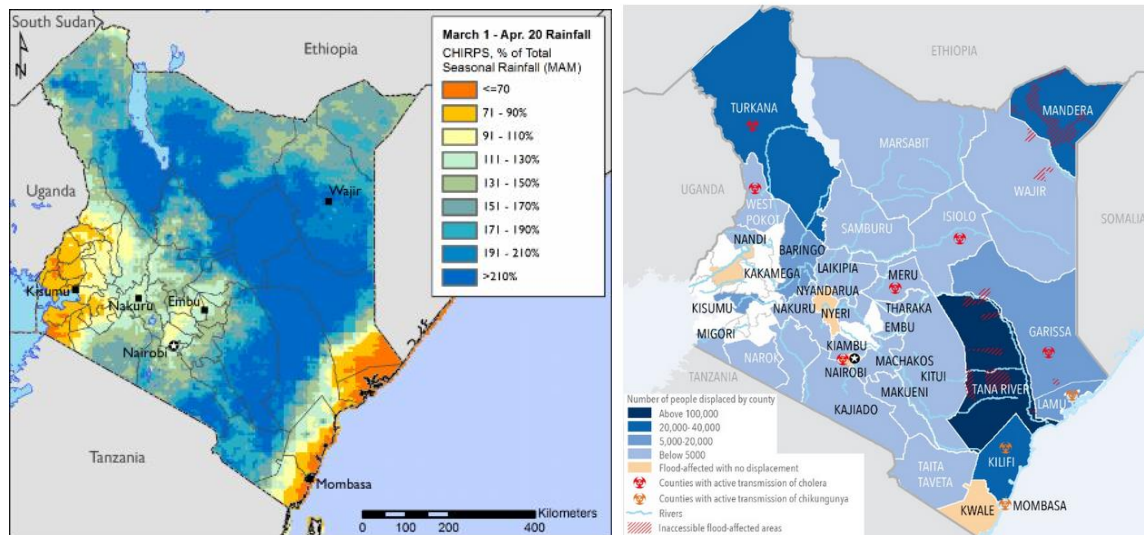 South Sudan
Ethiopia
Uganda
Wajir
Kisumu
Nakuru
Embu
Nairobi
Tanzania
Mombasa
March 1 - Apr. 20 Rainfall
CHIRPS, % of Total
Seasonal Rainfall (MAM)
<=70
71 - 90%
91 - 110%
111 - 130%
131 - 150%
151 - 170%
171 - 190%
191 - 210%
>210%
Kilometers
0
200
400
ETHIOPIA
TURKANA
MANDERA
MARSABIT
UGANDA
WAJIR
SOMALIA
WEST
POKOT
SAMBURU
ISIOLO
NANDI
BARINGO
KAKAMEGA
LAIKIPIA
MERU
NYANDARUA
THARAKA
KISUMU
NAKURU
NYERI
EMBU
GARISSA
MIGORI
KIAMBU
NAROK
NAIROBI
MACHAKOS
KITUI
TANZANIA
MAKUENI
TANA RIVER
LAMU
KAJIADO
TAITA
TAVETA
KILIFI
KWALE
MOMBASA
Number of people displaced by county
Above 100,000
20,000- 40,000
5,000-20,000
Below 5000
Flood-affected with no displacement
Counties with active transmission of cholera
Counties with active transmission of chikungunya
Rivers
Inaccessible flood-affected areas